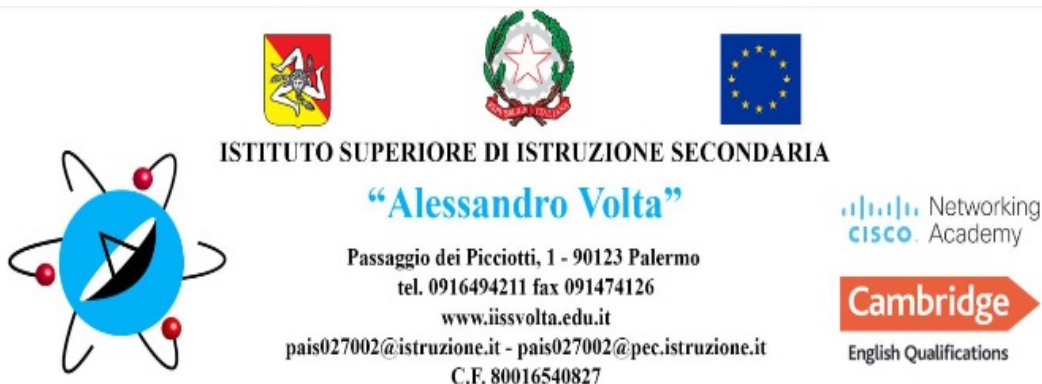 ISTITUTO SUPERIORE DI ISTRUZIONE SECONDARIA
“Alessandro Volta”
Passaggio dei Picciotti, 1 - 90123 Palermo
tel. 0916494211 fax 091474126
www.iissvolta.edu.it
pais027002@istruzione.it - pais027002@pec.istruzione.it
C.F. 80016540827
Networking
CISCO. Academy
Cambridge
English Qualifications